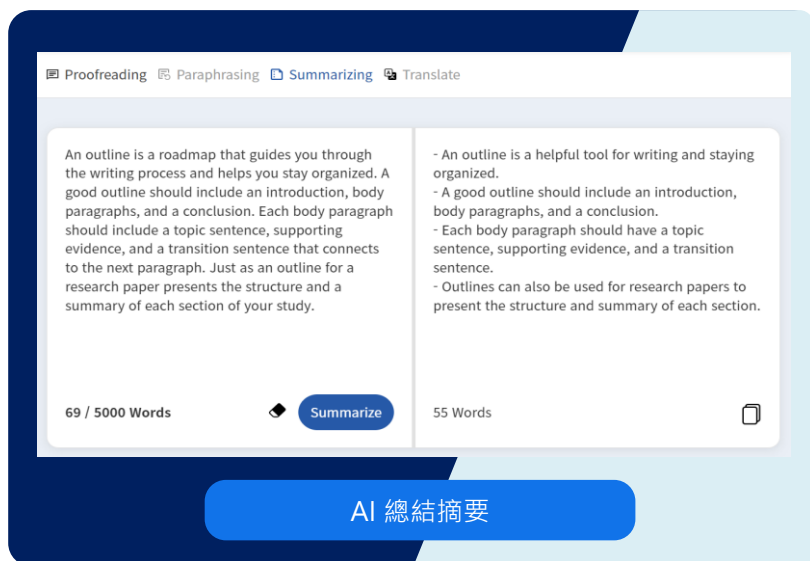 Proofreading Paraphrasing Summarizing Translate
An outline is a roadmap that guides you through
the writing process and helps you stay organized. A
good outline should include an introduction, body
paragraphs, and a conclusion. Each body paragraph
should include a topic sentence, supporting
evidence, and a transition sentence that connects
to the next paragraph. Just as an outline for a
research paper presents the structure and a
summary of each section of your study.
69 / 5000 Words
Summarize
- An outline is a helpful tool for writing and staying
organized.
- A good outline should include an introduction,
body paragraphs, and a conclusion.
- Each body paragraph should have a topic
sentence, supporting evidence, and a transition
sentence.
- Outlines can also be used for research papers to
present the structure and summary of each section.
55 Words
AI 總結摘要